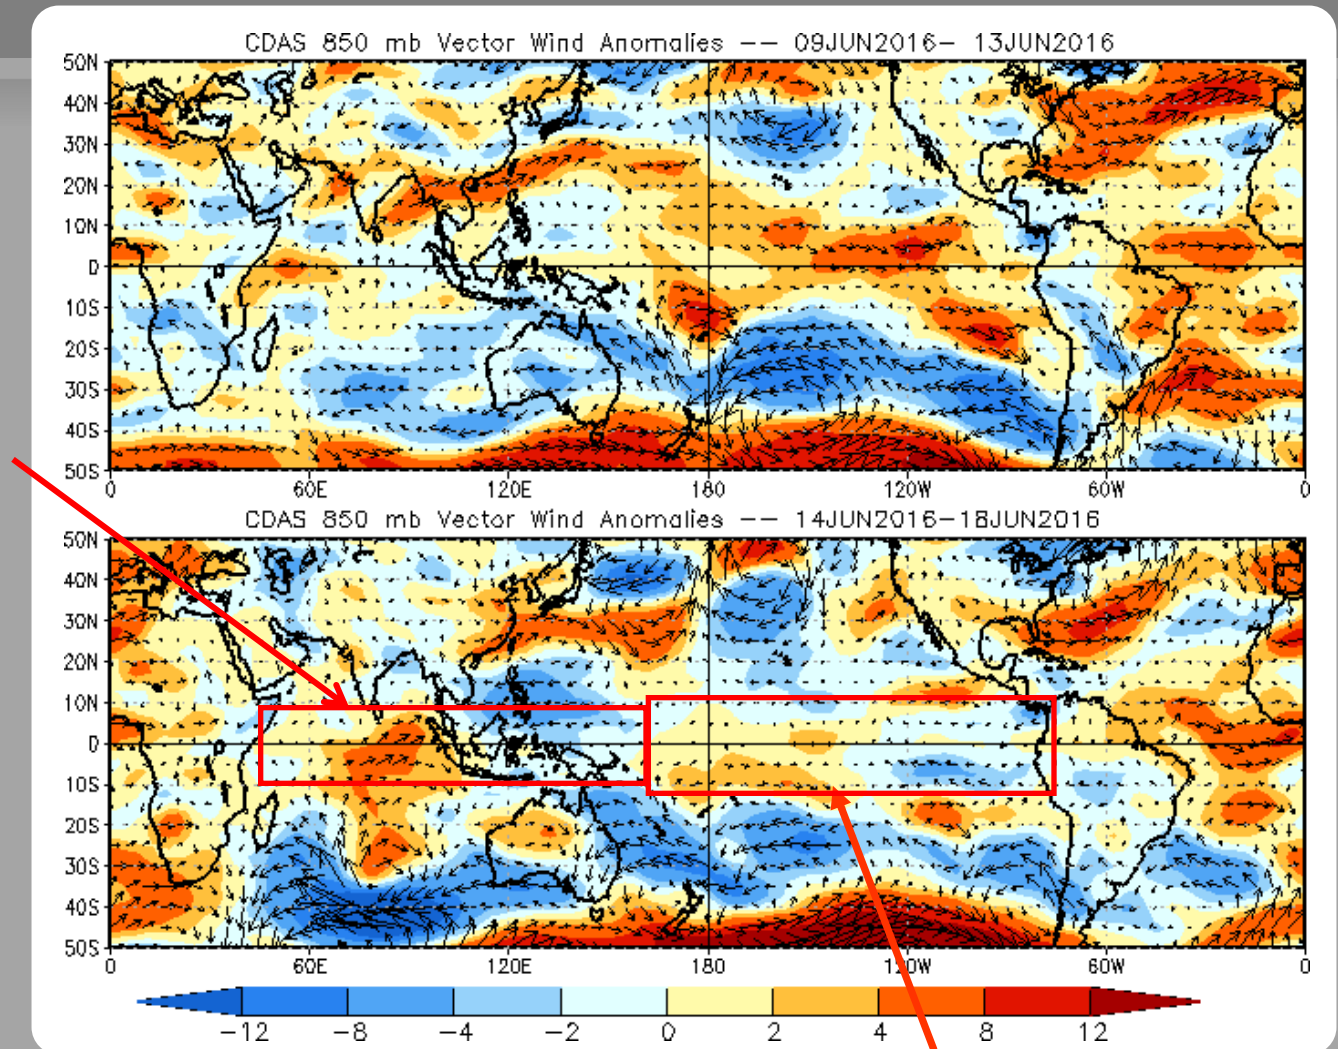 CDAS 850 mb Vector Wind Anomalies -- 09JUN2016- 13JUN2016
50N
40N
30N
20N
10N
0
10S
20S
30S
40S
50S
0 60E 120E 180 120W 60W 0
CDAS 850 mb Vector Wind Anomalies -- 14JUN2016-18JUN2016
50N
40N
30N
20N
10N
0
10S
20S
30S
40S
50S
0 60E 120E 180 120W 60W 0
-12 -8 -4 -2 0 2 4 8 12